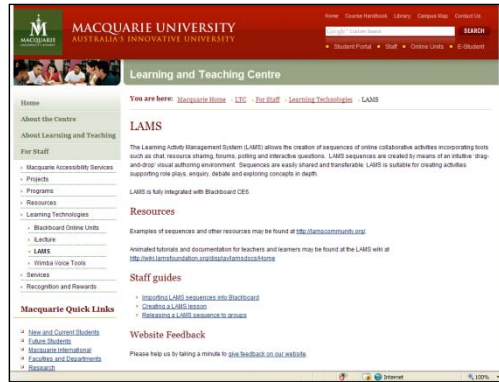 Home Course Handbook Library Campus Map Contact Us
MACQUARIE UNIVERSITY
AUSTRALIA'S INNOVATIVE UNIVERSITY
MACQUARIE
Google Custom Search SEARCH
Student Portal Staff Online Units E-Student
Learning and Teaching Centre
You are here: Macquarie Home LTC For Staff Learning Technologies LAMS
Home
About the Centre
About Learning and Teaching
For Staff
Macquarie Accessibility Services
Projects
Programs
Resources
Learning Technologies
Blackboard Online Units
iLecture
LAMS
Wimba Voice Tools
Services
Recognition and Rewards
Macquarie Quick Links
New and Current Students
Future Students
Macquarie International
Faculties and Departments
Research
LAMS
The Learning Activity Management System (LAMS) allows the creation of sequences of online collaborative activities incorporating tools
such as chat, resource sharing, forums, polling and interactive questions. LAMS sequences are created by means of an intuitive 'drag-
and-drop' visual authoring environment. Sequences are easily shared and transferable. LAMS is suitable for creating activities
supporting role plays, enquiry, debate and exploring concepts in depth.
LAMS is fully integrated with Blackboard CE6.
Resources
Examples of sequences and other resources may be found at http://lamscommunity.org/.
Animated tutorials and documentation for teachers and learners may be found at the LAMS wiki at
http://wiki.lamsfoundation.org/display/lamsdocs/Home
Staff guides
Importing LAMS sequences into Blackboard
Creating a LAMS lesson
Releasing a LAMS sequence to groups
Website Feedback
Please help us by taking a minute to give feedback on our website.
Internet 100%